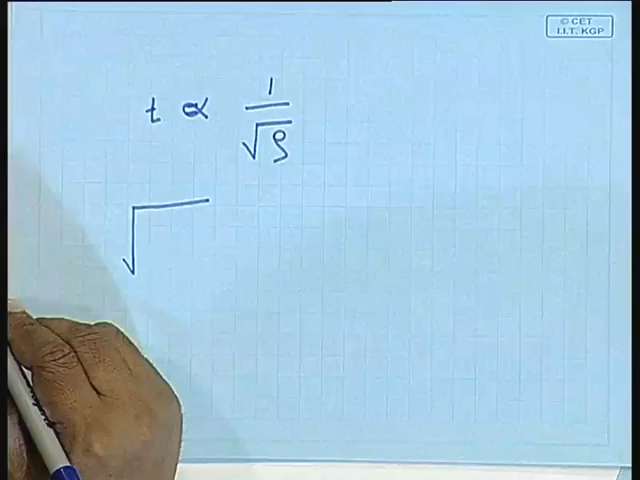 © CET
I.I.T. KGP
t ∝ 1/√ρ
√